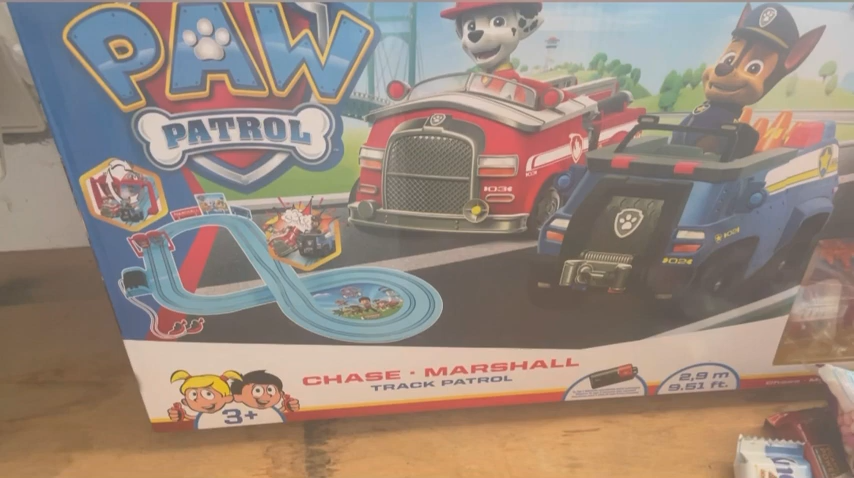 PAW
PATROL
CHASE · MARSHALL
TRACK PATROL
3+
2,9 m
9.51 ft.